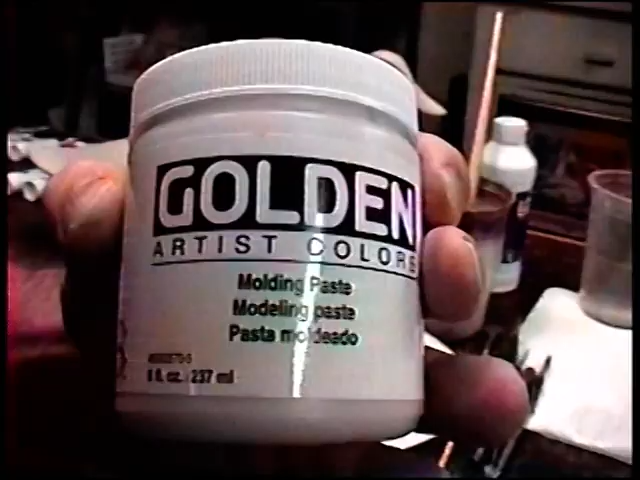 GOLDEN
ARTIST COLORS
Molding Paste
Modeling paste
Pasta moldeado
8 fl. oz. / 237 ml